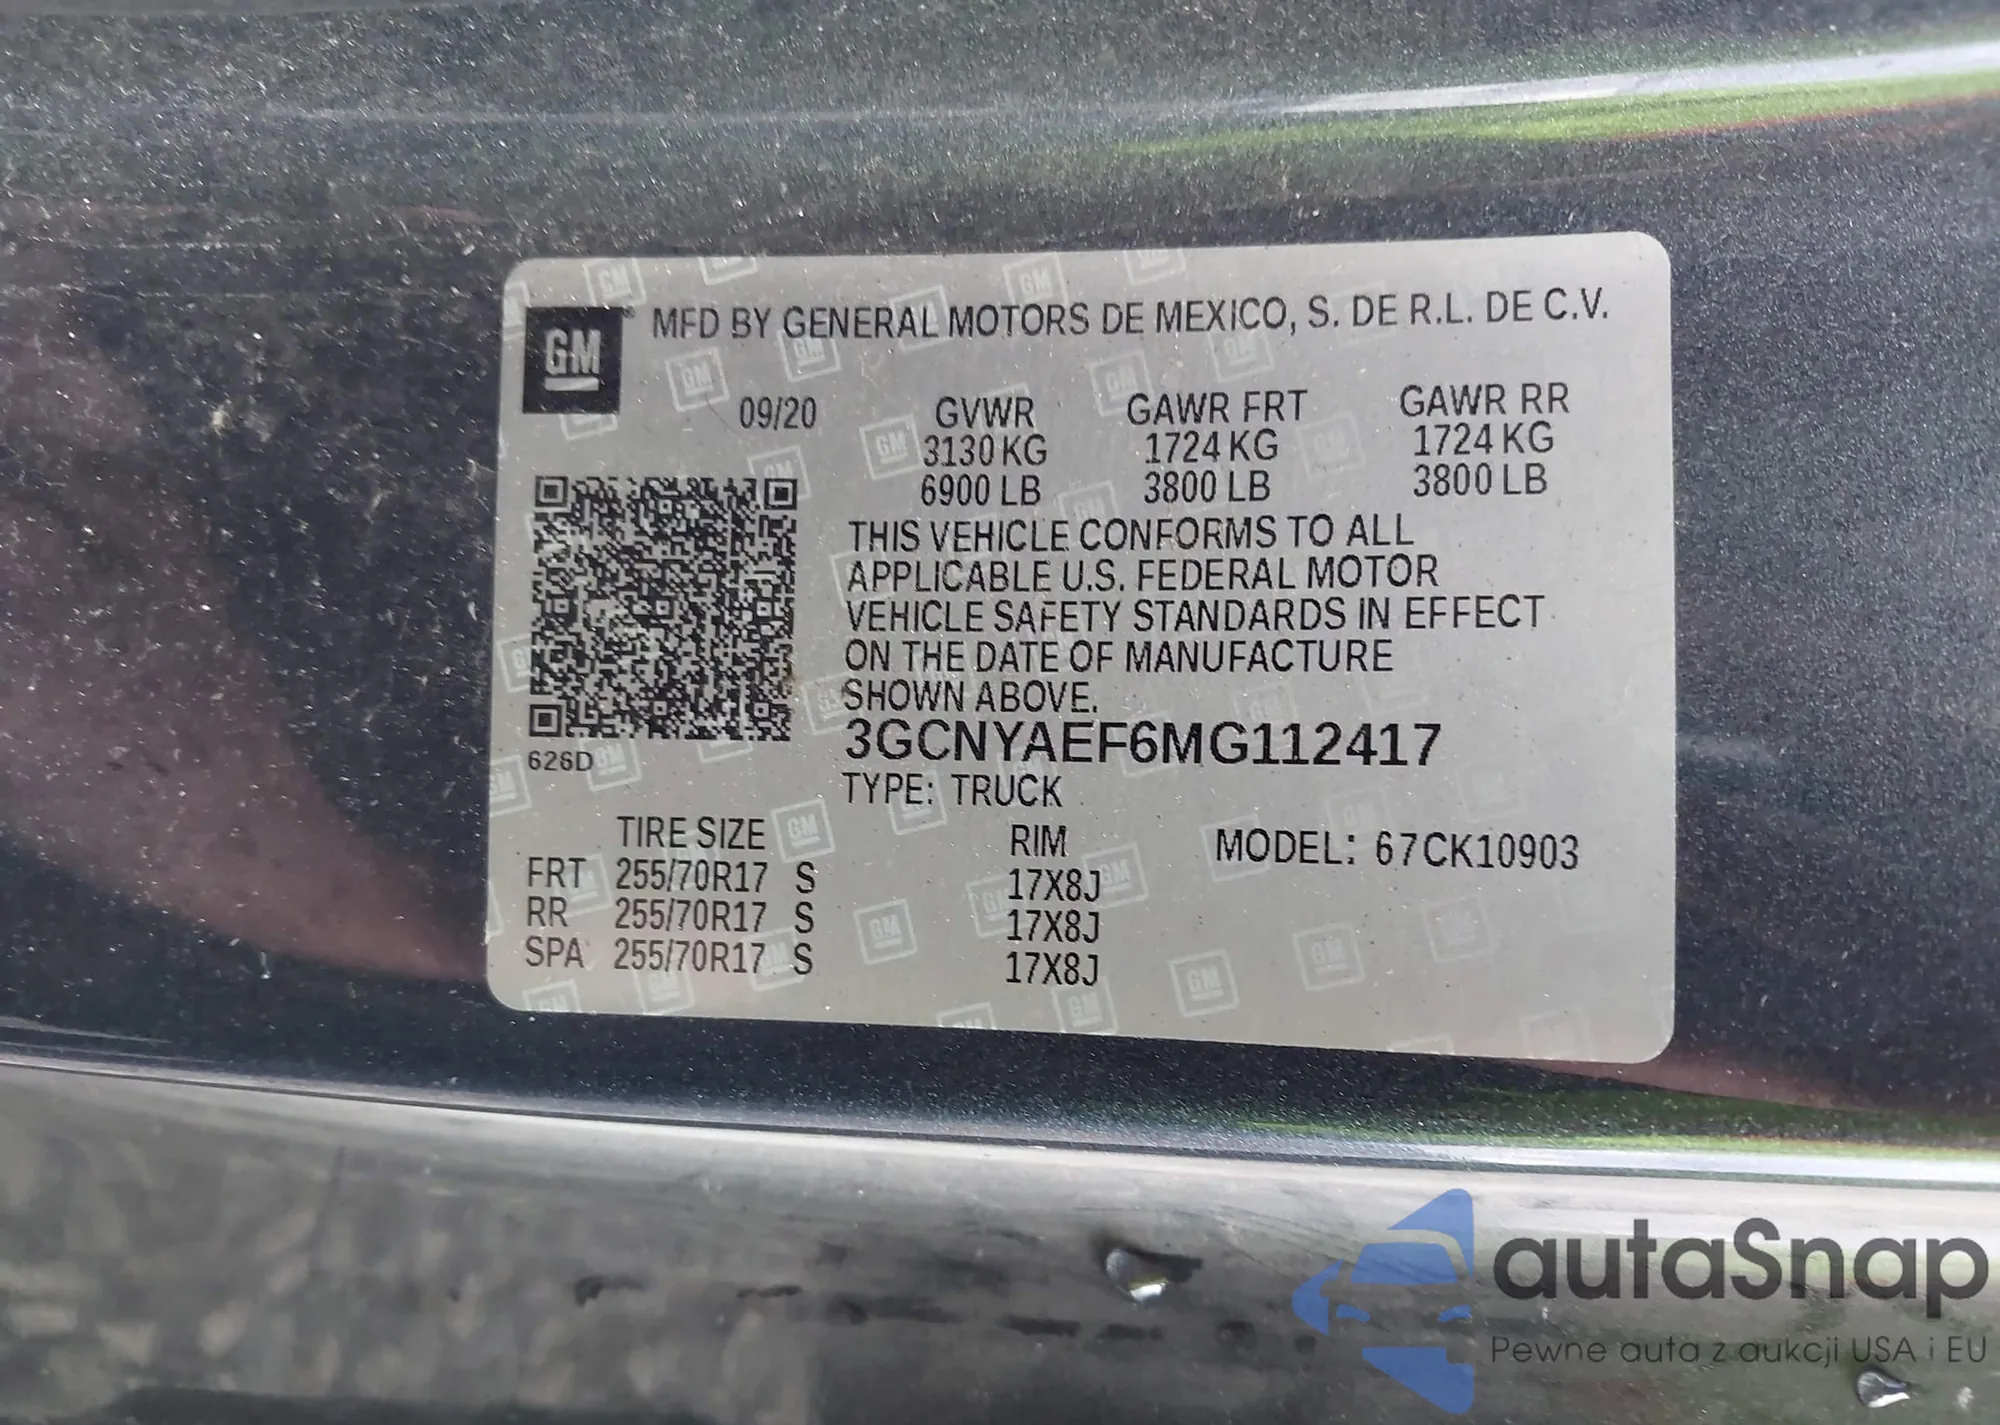 GM
MFD BY GENERAL MOTORS DE MEXICO, S. DE R.L. DE C.V.
09/20 GVWR GAWR FRT GAWR RR
3130 KG 1724 KG 1724 KG
6900 LB 3800 LB 3800 LB
THIS VEHICLE CONFORMS TO ALL
APPLICABLE U.S. FEDERAL MOTOR
VEHICLE SAFETY STANDARDS IN EFFECT
ON THE DATE OF MANUFACTURE
SHOWN ABOVE.
3GCNYAEF6MG112417
626D
TYPE: TRUCK
TIRE SIZE RIM MODEL: 67CK10903
FRT 255/70R17 S 17X8J
RR 255/70R17 S 17X8J
SPA 255/70R17 S 17X8J
autaSnap
Pewne auta z aukcji USA i EU